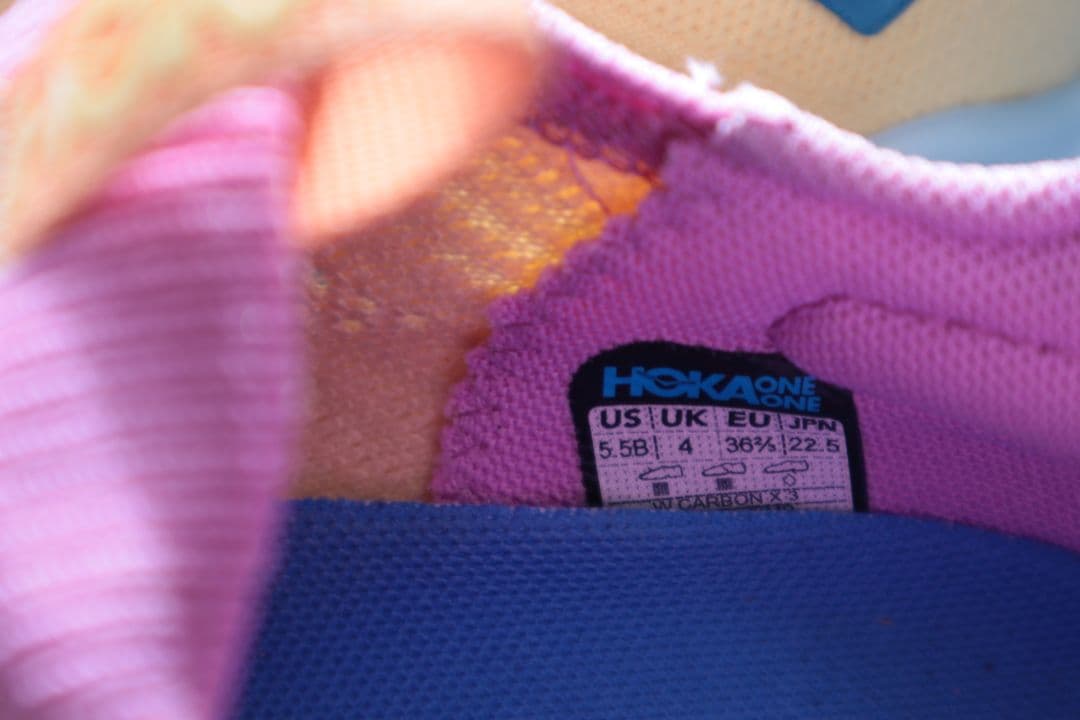 HOKA ONE ONE
US UK EU JPN
5.5B 4 36⅔ 22.5
W CARBON X 3